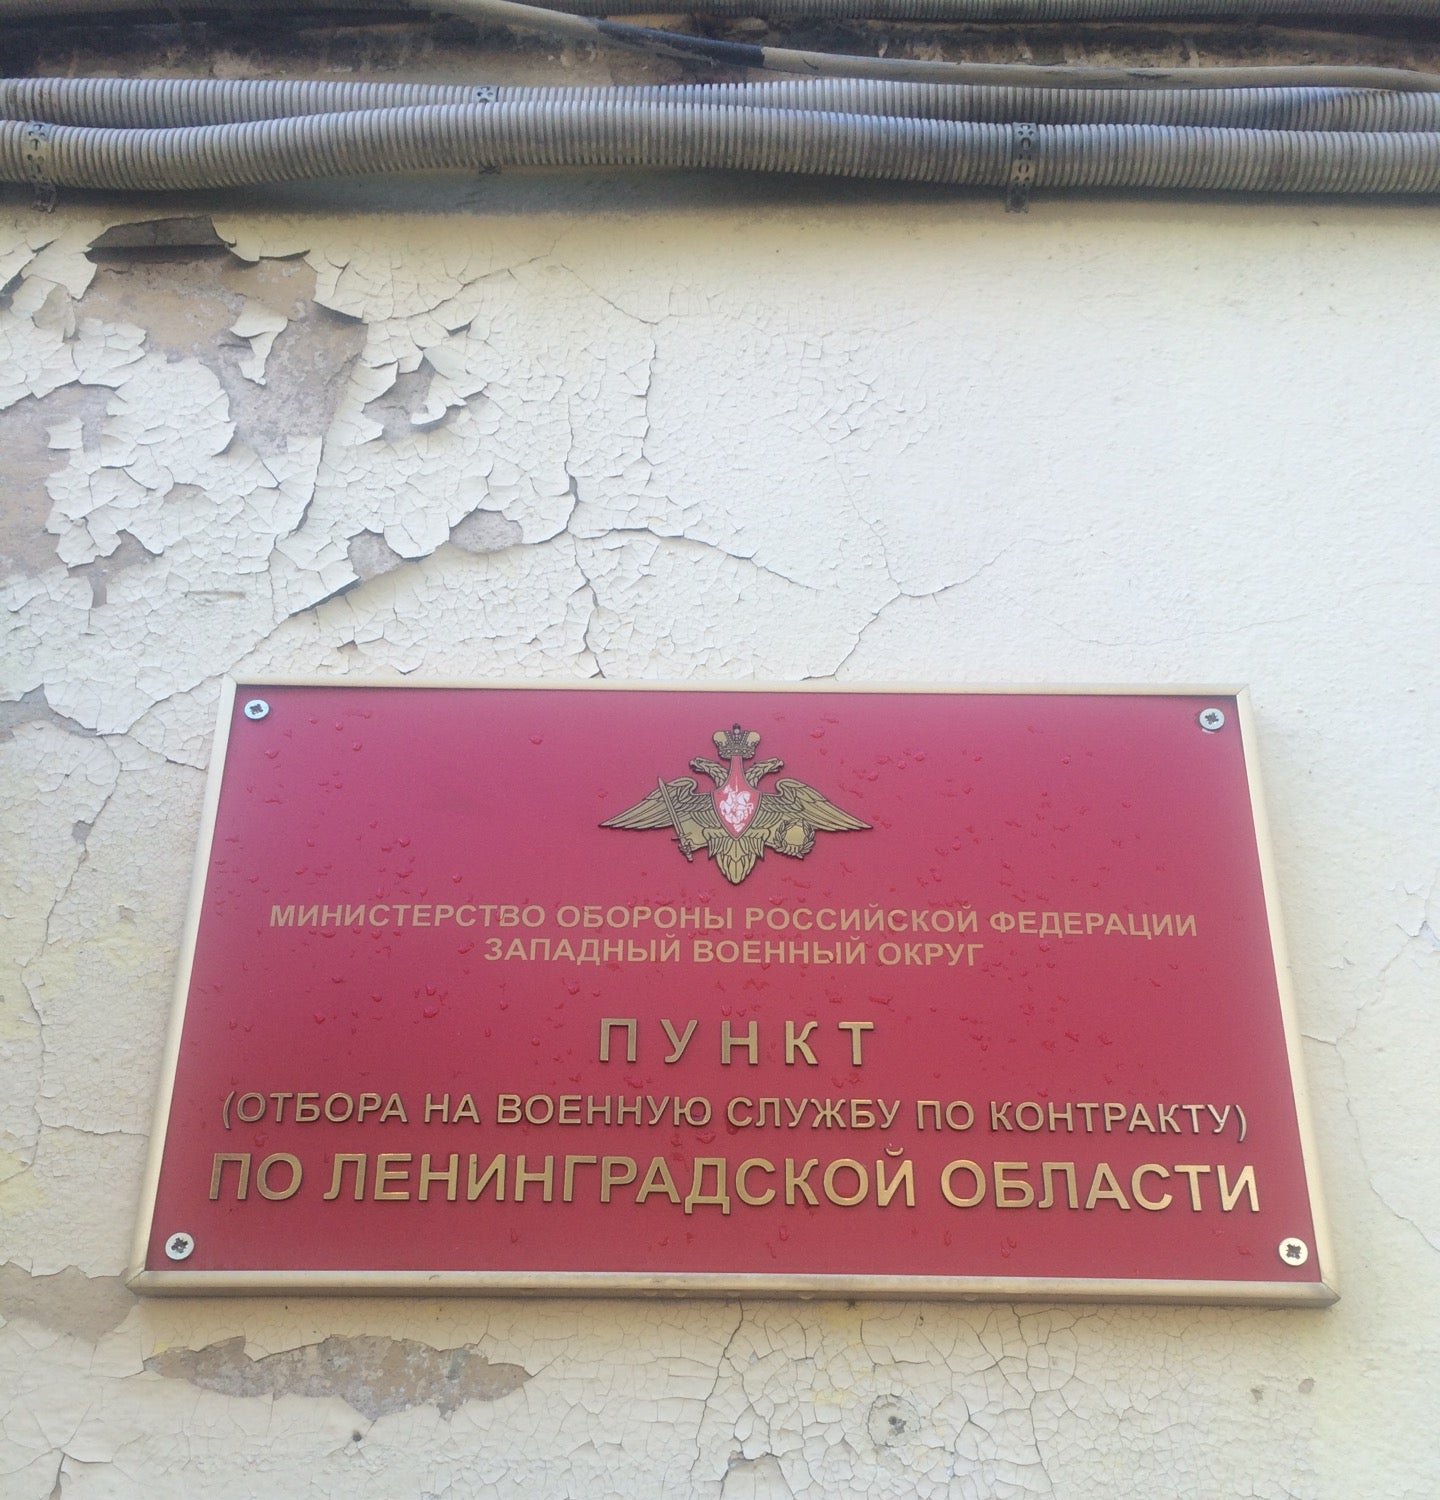 МИНИСТЕРСТВО ОБОРОНЫ РОССИЙСКОЙ ФЕДЕРАЦИИ
ЗАПАДНЫЙ ВОЕННЫЙ ОКРУГ
ПУНКТ
(ОТБОРА НА ВОЕННУЮ СЛУЖБУ ПО КОНТРАКТУ)
ПО ЛЕНИНГРАДСКОЙ ОБЛАСТИ